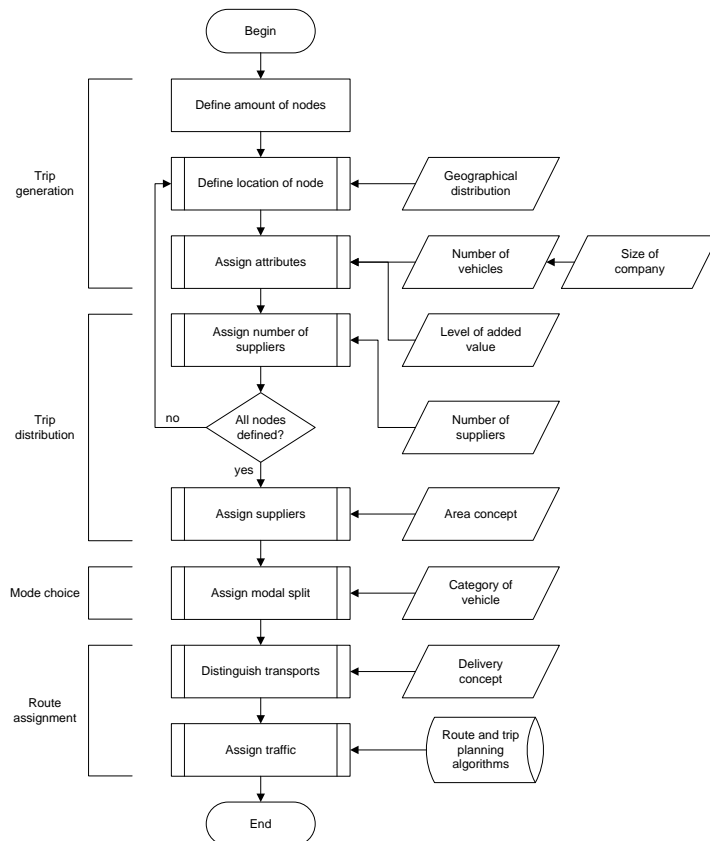 Begin
Define amount of nodes
Trip
generation
Define location of node
Geographical
distribution
Assign attributes
Number of
vehicles
Size of
company
Assign number of
suppliers
Level of added
value
Trip
distribution
no
All nodes
defined?
Number of
suppliers
yes
Assign suppliers
Area concept
Mode choice
Assign modal split
Category of
vehicle
Route
assignment
Distinguish transports
Delivery
concept
Assign traffic
Route and trip
planning
algorithms
End